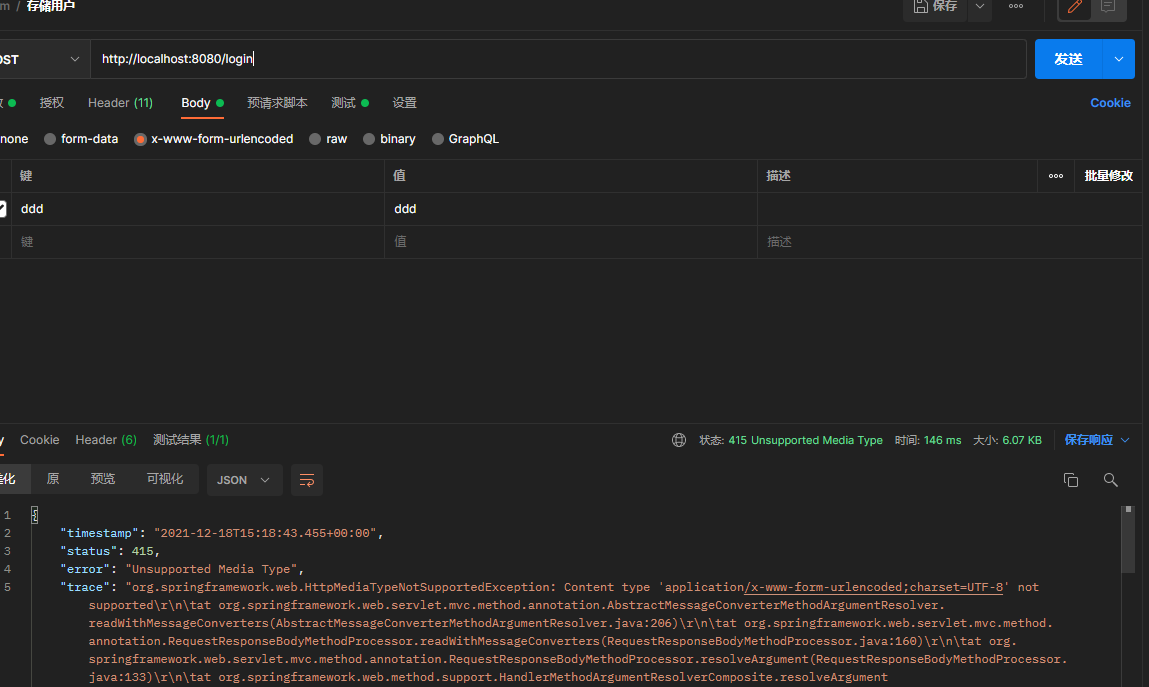 m / 存储用户 保存 ooo
OST http://localhost:8080/login 发送
授权 Header (11) Body 预请求脚本 测试 设置 Cookie
none form-data x-www-form-urlencoded raw binary GraphQL
键 值 描述 ooo 批量修改
ddd ddd
键 值 描述
y Cookie Header (6) 测试结果 (1/1) 状态: 415 Unsupported Media Type 时间: 146 ms 大小: 6.07 KB 保存响应
化 原 预览 可视化 JSON
1 {
2 "timestamp": "2021-12-18T15:18:43.455+00:00",
3 "status": 415,
4 "error": "Unsupported Media Type",
5 "trace": "org.springframework.web.HttpMediaTypeNotSupportedException: Content type 'application/x-www-form-urlencoded;charset=UTF-8' not
supported\r\n\tat org.springframework.web.servlet.mvc.method.annotation.AbstractMessageConverterMethodArgumentResolver.
readWithMessageConverters(AbstractMessageConverterMethodArgumentResolver.java:206)\r\n\tat org.springframework.web.servlet.mvc.method.
annotation.RequestResponseBodyMethodProcessor.readWithMessageConverters(RequestResponseBodyMethodProcessor.java:160)\r\n\tat org.
springframework.web.servlet.mvc.method.annotation.RequestResponseBodyMethodProcessor.resolveArgument(RequestResponseBodyMethodProcessor.
java:133)\r\n\tat org.springframework.web.method.support.HandlerMethodArgumentResolverComposite.resolveArgument